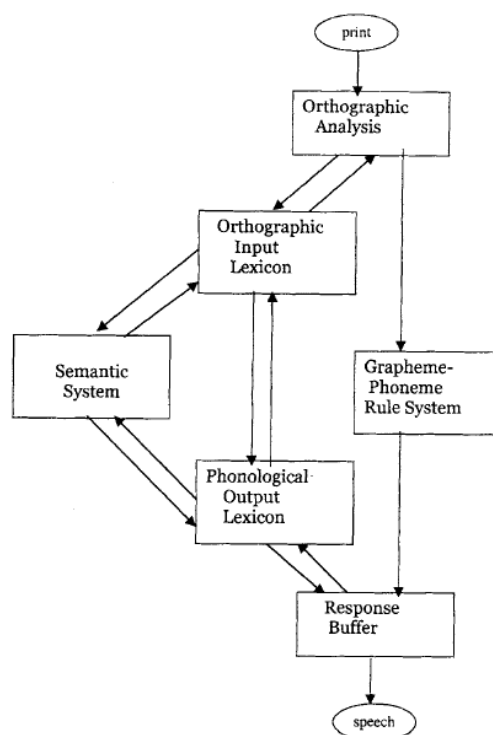 print
Orthographic
Analysis
Orthographic
Input
Lexicon
Semantic
System
Grapheme-
Phoneme
Rule System
Phonological
Output
Lexicon
Response
Buffer
speech